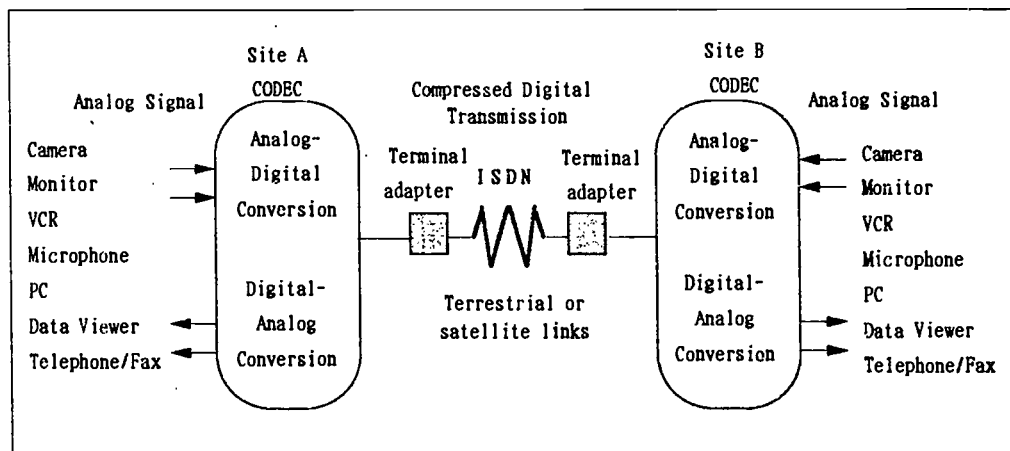 Site A
CODEC
Site B
CODEC
Analog Signal
Compressed Digital
Transmission
Analog Signal
Camera
Monitor
VCR
Microphone
PC
Data Viewer
Telephone/Fax
Analog-
Digital
Conversion
Digital-
Analog
Conversion
Terminal
adapter
ISDN
Terminal
adapter
Terrestrial or
satellite links
Analog-
Digital
Conversion
Digital-
Analog
Conversion
Camera
Monitor
VCR
Microphone
PC
Data Viewer
Telephone/Fax